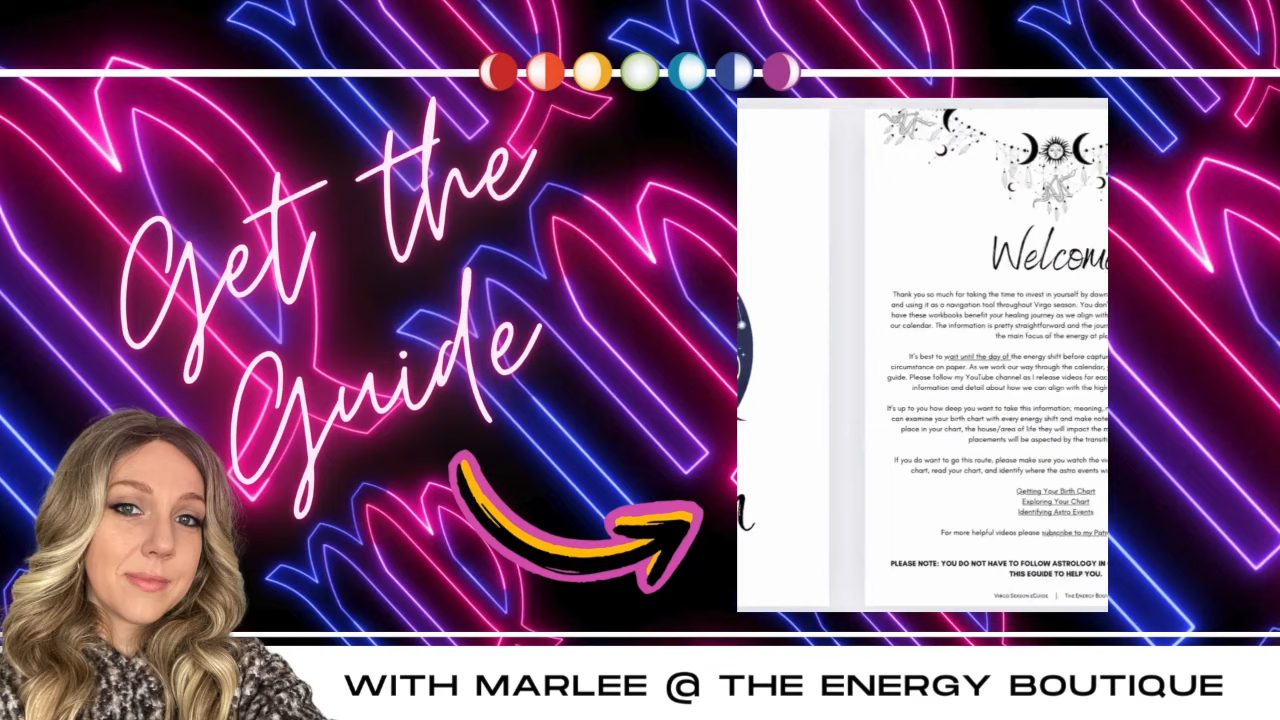 Get the
Guide
Welcome
Thank you so much for taking the time to invest in yourself by down
and using it as a navigation tool throughout Virgo season. You don'
have these workbooks benefit your healing journey as we align with
our calendar. The information is pretty straightforward and the jour
the main focus of the energy at pl
It's best to wait until the day of the energy shift before captur
circumstance on paper. As we work our way through the calendar,
guide. Please follow my YouTube channel as I release videos for eac
information and detail about how we can align with the high
It's up to you how deep you want to take this information; meaning,
can examine your birth chart with every energy shift and make note
place in your chart, the house/area of life they will impact the m
placements will be aspected by the transit
If you do want to go this route, please make sure you watch the vi
chart, read your chart, and identify where the astro events wi
Getting Your Birth Chart
Exploring Your Chart
Identifying Astro Events
For more helpful videos please subscribe to my Patr
PLEASE NOTE: YOU DO NOT HAVE TO FOLLOW ASTROLOGY IN
THIS EGUIDE TO HELP YOU.
Virgo Season eGuide | The Energy Bout
WITH MARLEE @ THE ENERGY BOUTIQUE